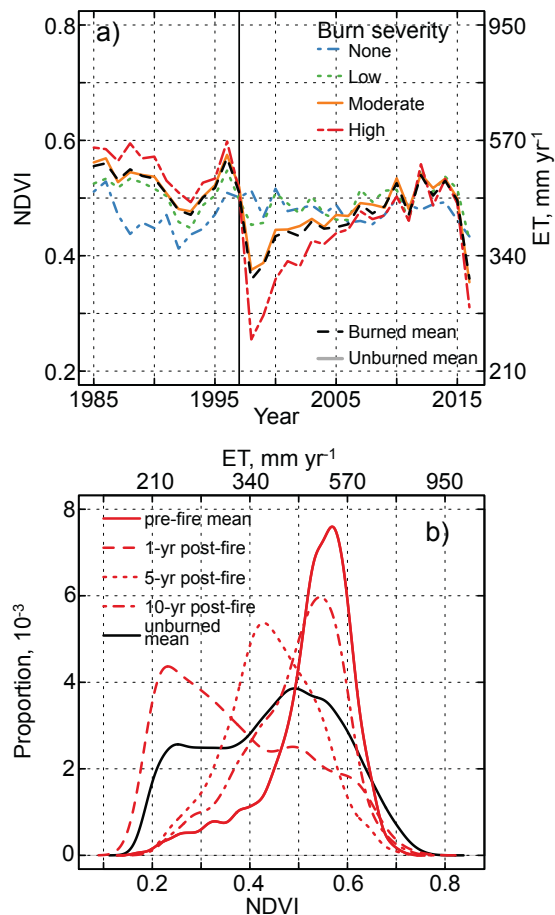 a)
Burn severity
None
Low
Moderate
High
Burned mean
Unburned mean
0.8
0.6
0.4
0.2
NDVI
950
570
340
210
ET, mm yr⁻¹
1985
1995
2005
2015
Year
ET, mm yr⁻¹
210
340
570
950
b)
pre-fire mean
1-yr post-fire
5-yr post-fire
10-yr post-fire
unburned
mean
8
6
4
2
0
Proportion, 10⁻³
0.2
0.4
0.6
0.8
NDVI